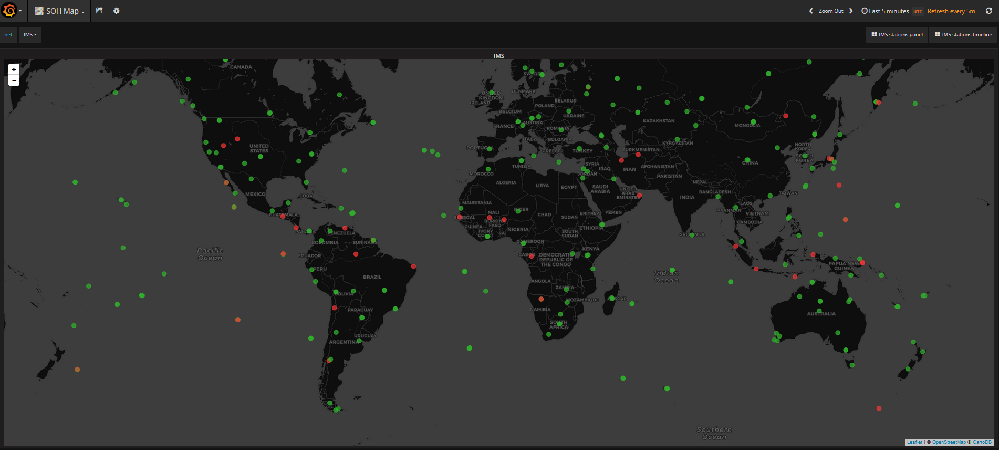 SOH Map
Zoom Out
Last 5 minutes UTC Refresh every 5m
net
IMS
IMS stations panel
IMS stations timeline
IMS
+
−
CANADA
UNITED
STATES
MEXICO
CUBA
GUATEMALA
PANAMA
VENEZUELA
COLOMBIA
SURINAME
ECUADOR
PERU
BRAZIL
BOLIVIA
PARAGUAY
URUGUAY
ARGENTINA
Pacific
Ocean
SWEDEN
DENMARK
UNITED
KINGDOM
IRELAND
BELARUS
POLAND
BELGIUM
UKRAINE
AUSTRIA
FRANCE
ROMANIA
ITALY
BULGARIA
PORTUGAL
GREECE
TURKEY
TUNISIA
SYRIA
IRAQ
JORDAN
MOROCCO
ALGERIA
LIBYA
EGYPT
SAUDI
ARABIA
UNITED
ARAB
EMIRATES
IRAN
AFGHANISTAN
PAKISTAN
TURKMENISTAN
KYRGYZSTAN
KAZAKHSTAN
MONGOLIA
CHINA
NORTH
KOREA
SOUTH
KOREA
NEPAL
BANGLADESH
INDIA
TAIWAN
LAOS
MYANMAR
VIETNAM
CAMBODIA
SRI LANKA
MAURITANIA
MALI
NIGER
CHAD
SUDAN
ERITREA
YEMEN
SENEGAL
BURKINA
FASO
GUINEA
IVORY
COAST
NIGERIA
ETHIOPIA
SOUTH
SUDAN
CAMEROON
KENYA
GABON
DEMOCRATIC
REPUBLIC OF
THE CONGO
ANGOLA
ZAMBIA
MOZAMBIQUE
NAMIBIA
SOUTH
AFRICA
Indian
Ocean
PAPUA NEW
GUINEA
AUSTRALIA
Southern
Ocean
Leaflet | © OpenStreetMap © CartoDB